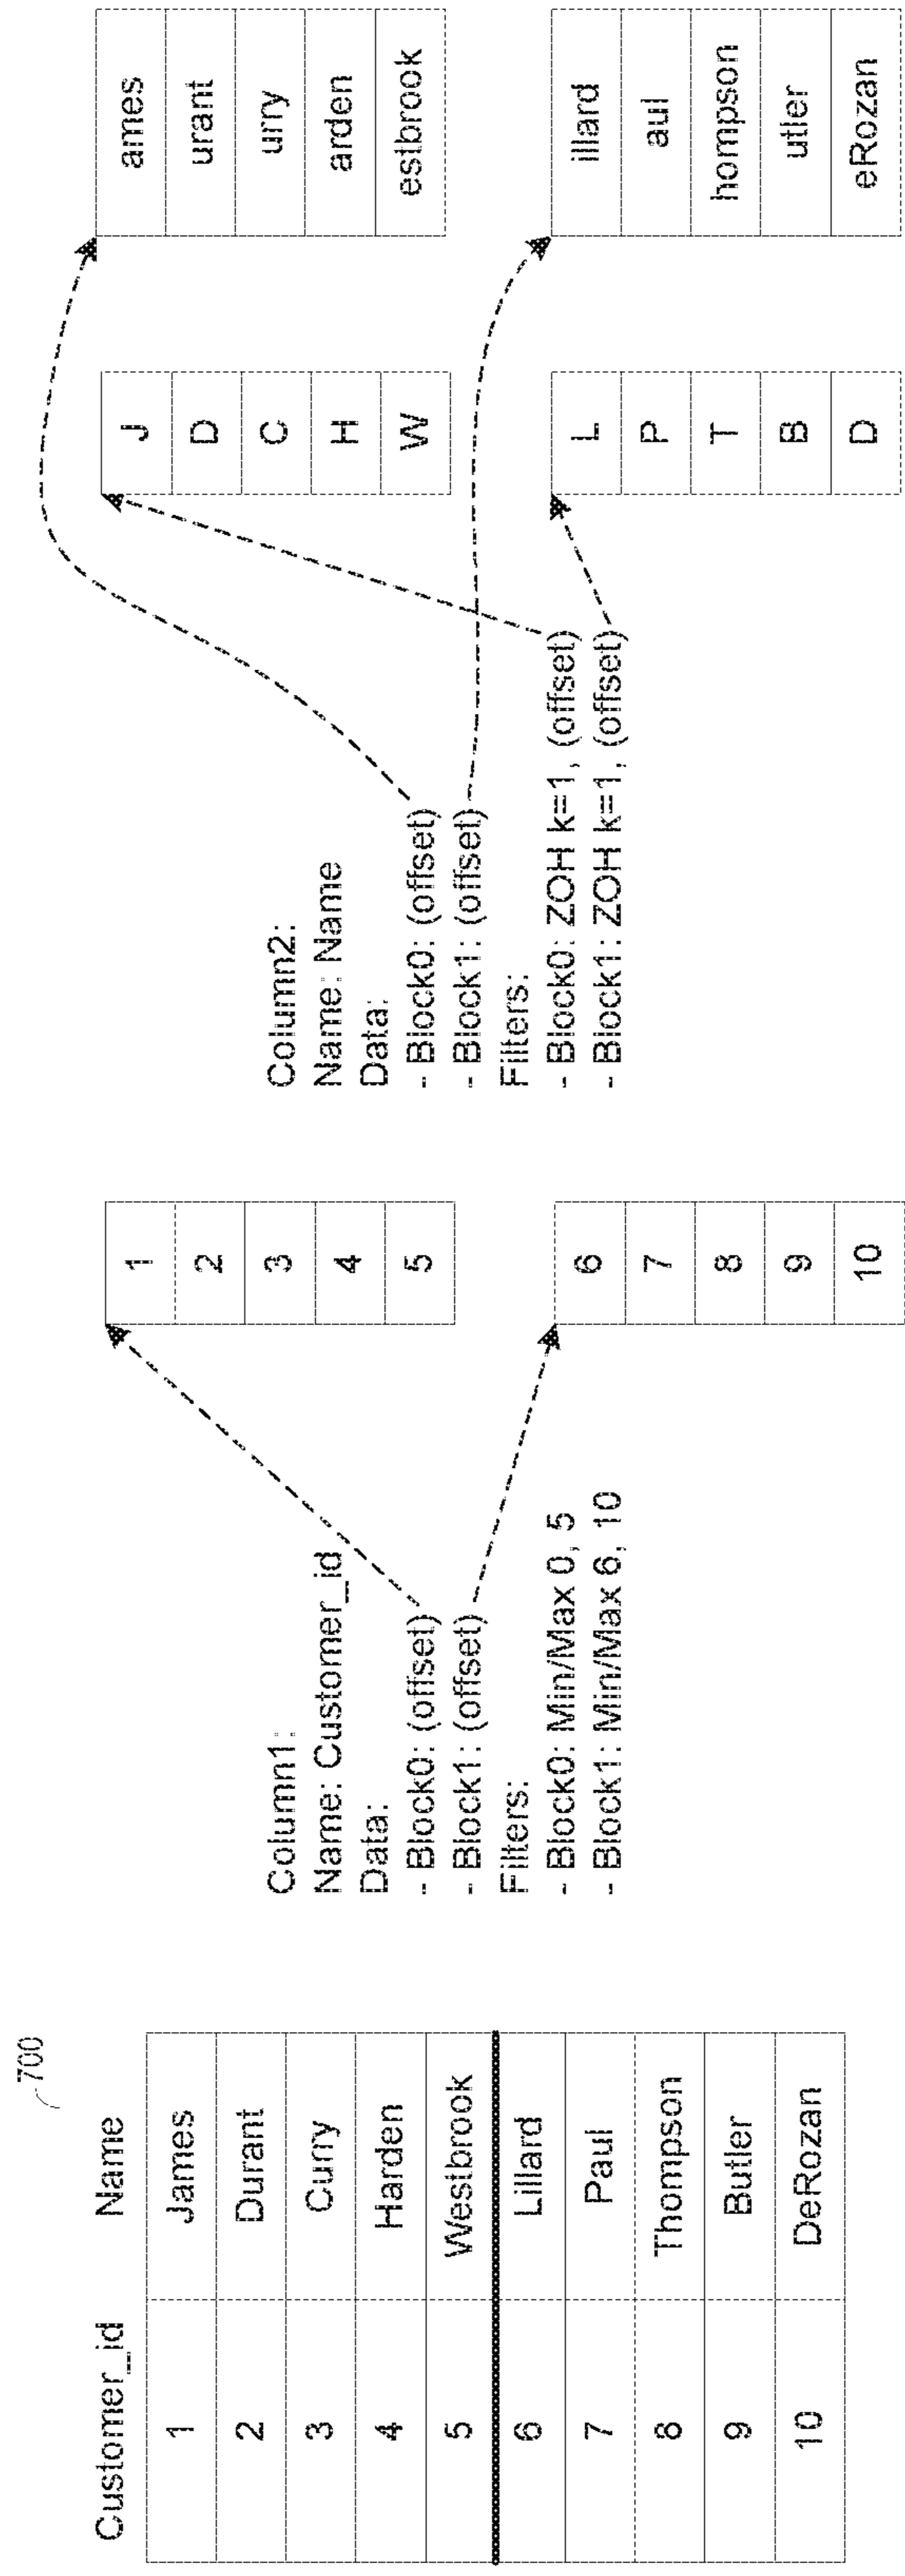 700
Customer_id Name
1 James
2 Durant
3 Curry
4 Harden
5 Westbrook
6 Lillard
7 Paul
8 Thompson
9 Butler
10 DeRozan
Column1:
Name: Customer_id
Data:
- Block0: (offset)
- Block1: (offset)
Filters:
- Block0: Min/Max 0, 5
- Block1: Min/Max 6, 10
1
2
3
4
5
6
7
8
9
10
Column2:
Name: Name
Data:
- Block0: (offset)
- Block1: (offset)
Filters:
- Block0: ZOH k=1, (offset)
- Block1: ZOH k=1, (offset)
J
D
C
H
W
L
P
T
B
D
ames
urant
urry
arden
estbrook
illard
aul
hompson
utler
eRozan